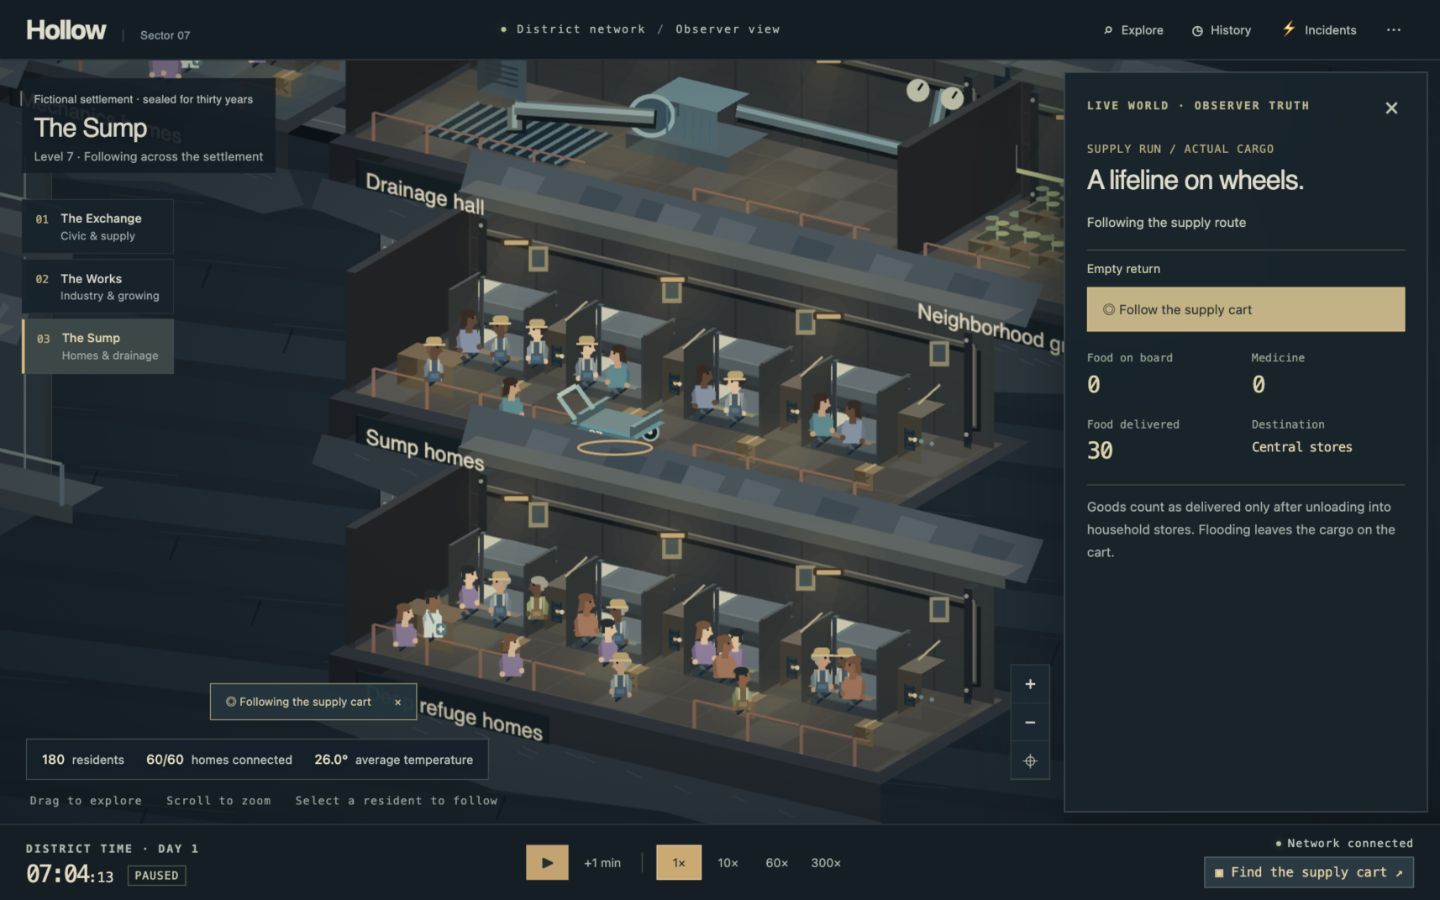 Hollow
Sector 07
District network / Observer view
Explore
History
Incidents
Fictional settlement · sealed for thirty years
The Sump
Level 7 · Following across the settlement
01 The Exchange
Civic & supply
02 The Works
Industry & growing
03 The Sump
Homes & drainage
Drainage hall
Neighborhood g
Sump homes
refuge homes
LIVE WORLD · OBSERVER TRUTH
SUPPLY RUN / ACTUAL CARGO
A lifeline on wheels.
Following the supply route
Empty return
Follow the supply cart
Food on board
0
Medicine
0
Food delivered
30
Destination
Central stores
Goods count as delivered only after unloading into
household stores. Flooding leaves the cargo on the
cart.
Following the supply cart ×
180 residents 60/60 homes connected 26.0° average temperature
Drag to explore Scroll to zoom Select a resident to follow
DISTRICT TIME · DAY 1
07:04:13 PAUSED
+1 min
1× 10× 60× 300×
Network connected
Find the supply cart ↗